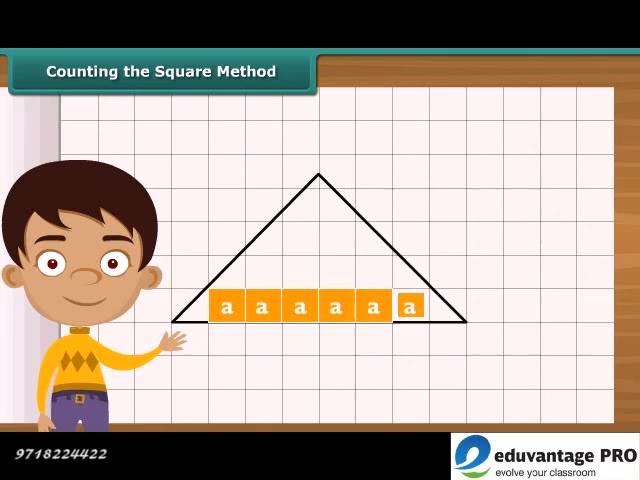 Counting the Square Method
a a a a a a
9718224422
eduvantage PRO
evolve your classroom